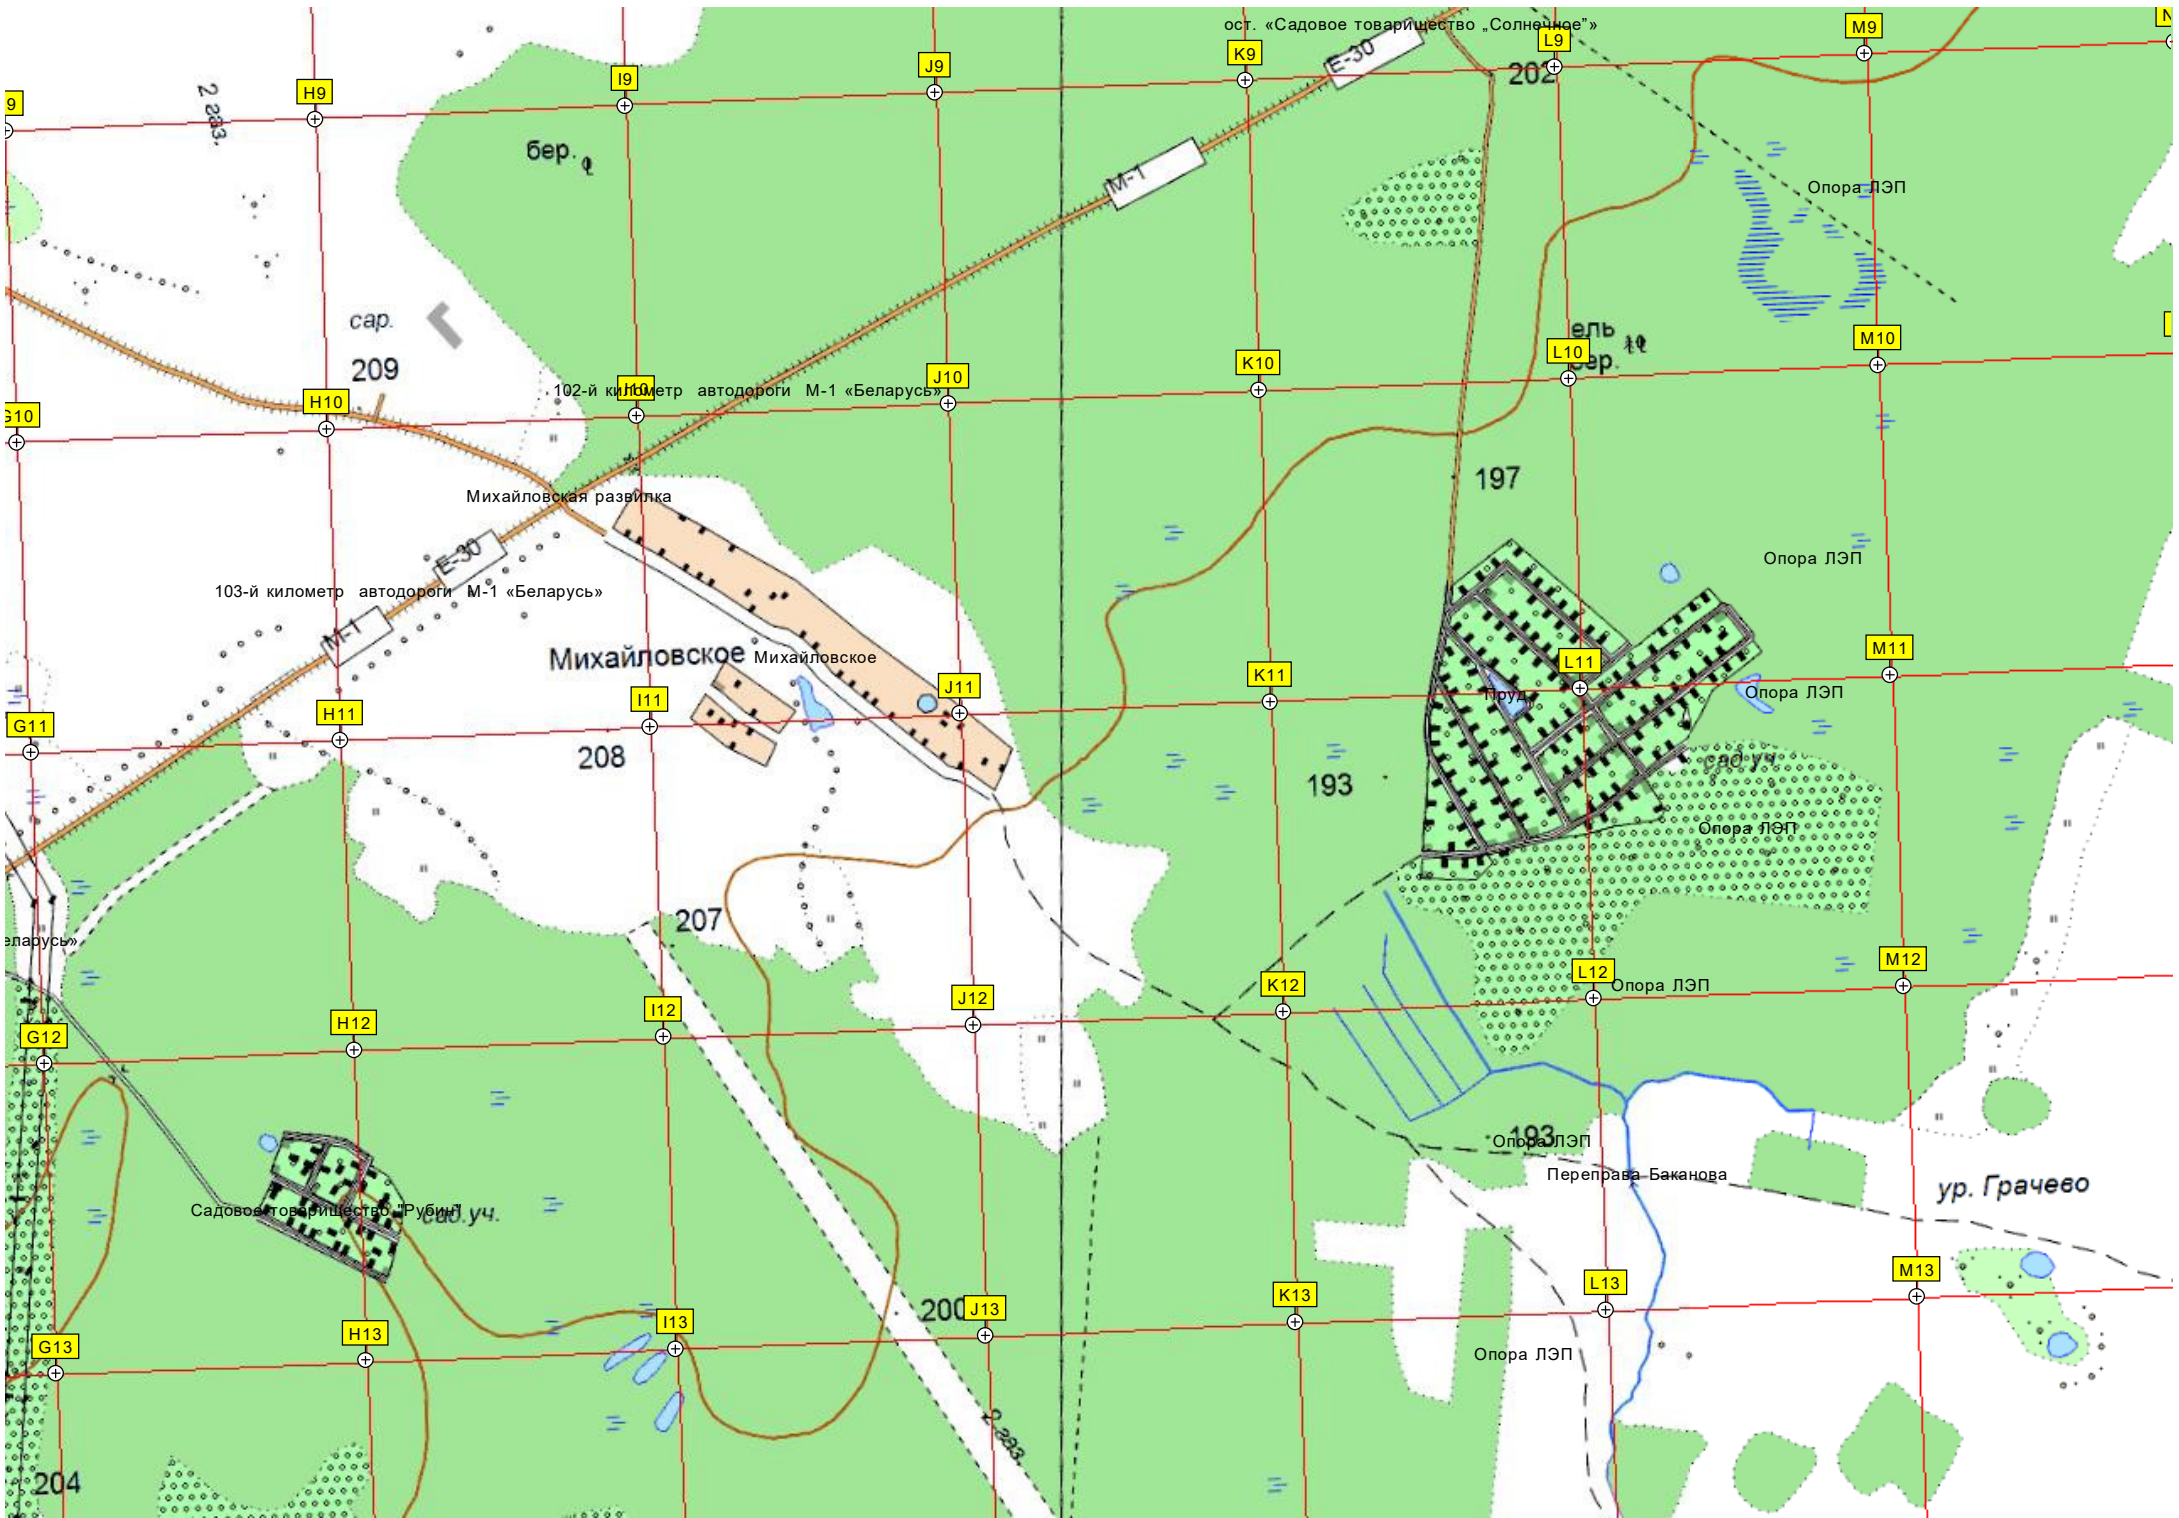 ост. «Садовое товарищество „Солнечное"»
M9
L9
K9
E-30
J9
202
I9
H9
9
2 газ.
бер.
М-1
Опора ЛЭП
сар.
ель
бер.
M10
L10
K10
209
J10
102-й километр автодороги М-1 «Беларусь»
I10
H10
G10
197
Михайловская развилка
E-30
Опора ЛЭП
103-й километр автодороги М-1 «Беларусь»
М-1
Михайловское
Михайловское
M11
L11
K11
J11
I11
H11
G11
Пруд
Опора ЛЭП
208
193
сад.уч.
Опора ЛЭП
207
еларусь»
M12
L12
Опора ЛЭП
K12
J12
I12
H12
G12
193
Опора ЛЭП
Переправа Баканова
ур. Грачево
Садовое товарищество "Рубин"
сад.уч.
M13
L13
K13
200
J13
I13
H13
G13
Опора ЛЭП
2 газ.
204